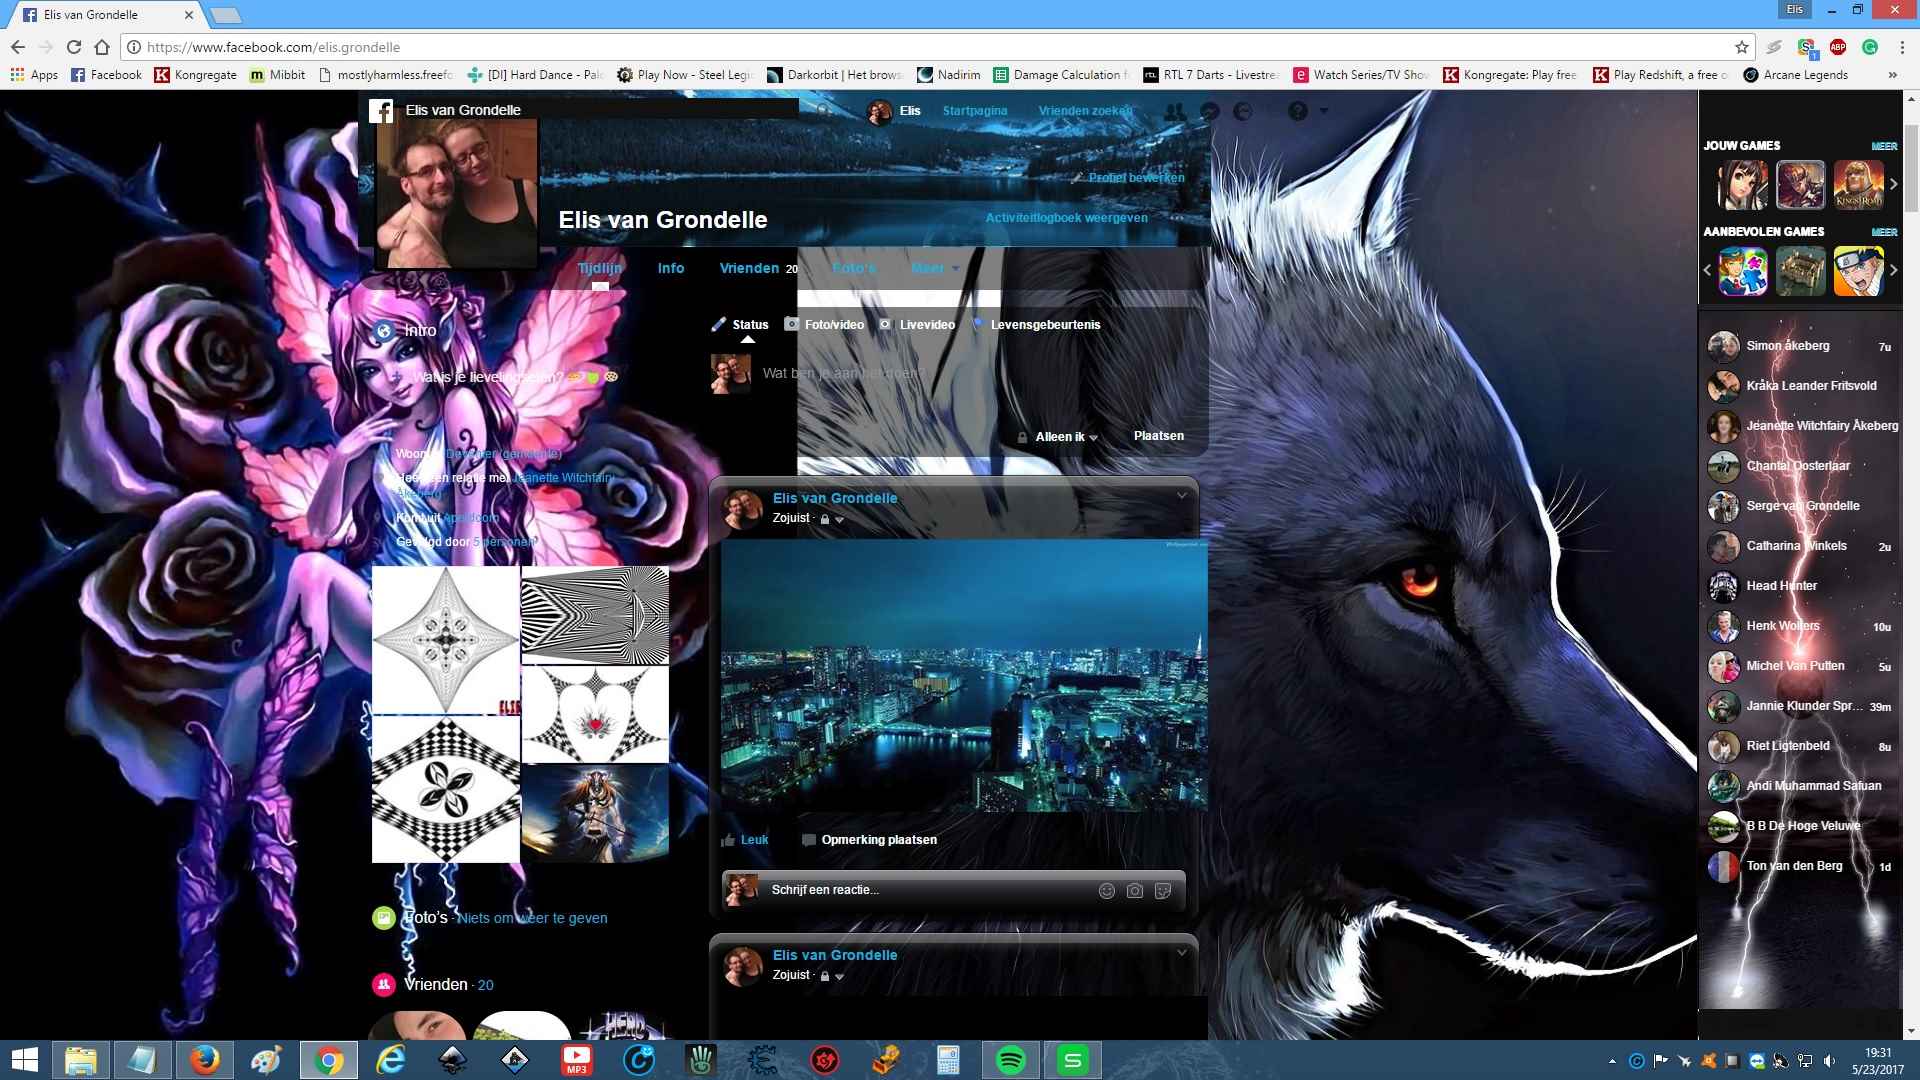 Elis van Grondelle
Elis
https://www.facebook.com/elis.grondelle
Apps Facebook Kongregate Mibbit mostlyharmless.freefo [DI] Hard Dance - Pal Play Now - Steel Legi Darkorbit | Het brows Nadirim Damage Calculation f RTL 7 Darts - Livestre Watch Series/TV Show Kongregate: Play free Play Redshift, a free o Arcane Legends »
Elis van Grondelle
Elis Startpagina Vrienden zoeken
Profiel bewerken
Elis van Grondelle
Activiteitlogboek weergeven
Tijdlijn Info Vrienden 20 Foto's Meer
Intro
Wat is je lievelingseten?
Woont in Deventer (gemeente)
Heeft een relatie met Jeanette Witchfairy
Åkeberg
Komt uit Apeldoorn
Gevolgd door 5 personen
ELIS
Foto's · Niets om weer te geven
Vrienden · 20
HEAD
Status Foto/video Livevideo Levensgebeurtenis
Wat ben je aan het doen?
Alleen ik Plaatsen
Elis van Grondelle
Zojuist ·
Leuk Opmerking plaatsen
Schrijf een reactie...
Elis van Grondelle
Zojuist ·
JOUW GAMES MEER
KINGSROAD
AANBEVOLEN GAMES MEER
Simon åkeberg 7u
Kråka Leander Fritsvold
Jeanette Witchfairy Åkeberg
Chantal Oosterlaar
Serge van Grondelle
Catharina Winkels 2u
Head Hunter
Henk Wolters 10u
Michel Van Putten 5u
Jannie Klunder Spr... 39m
Riet Ligtenbeld 8u
Andi Muhammad Safuan
B B De Hoge Veluwe
Ton van den Berg 1d
MP3
19:31
5/23/2017